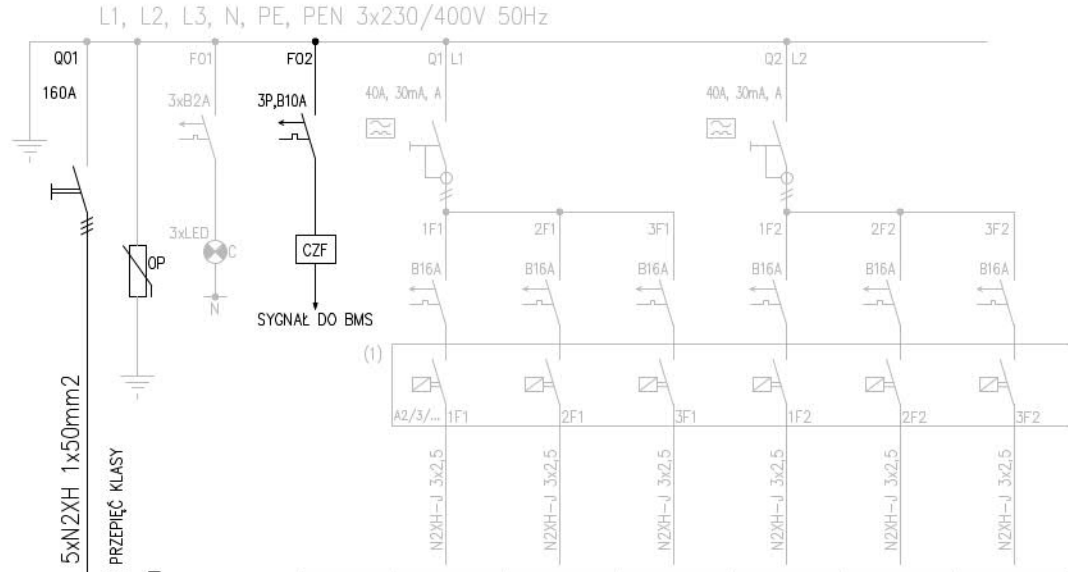 L1, L2, L3, N, PE, PEN 3x230/400V 50Hz
Q01
F01
F02
Q1
L1
Q2
L2
160A
3xB2A
3P,B10A
40A, 30mA, A
40A, 30mA, A
3xLED
C
N
OP
CZF
SYGNAŁ DO BMS
1F1
2F1
3F1
1F2
2F2
3F2
B16A
B16A
B16A
B16A
B16A
B16A
(1)
A2/3/...
1F1
2F1
3F1
1F2
2F2
3F2
5xN2XH 1x50mm2
PRZEPIĘĆ KLASY
N2XH-J 3x2,5
N2XH-J 3x2,5
N2XH-J 3x2,5
N2XH-J 3x2,5
N2XH-J 3x2,5
N2XH-J 3x2,5